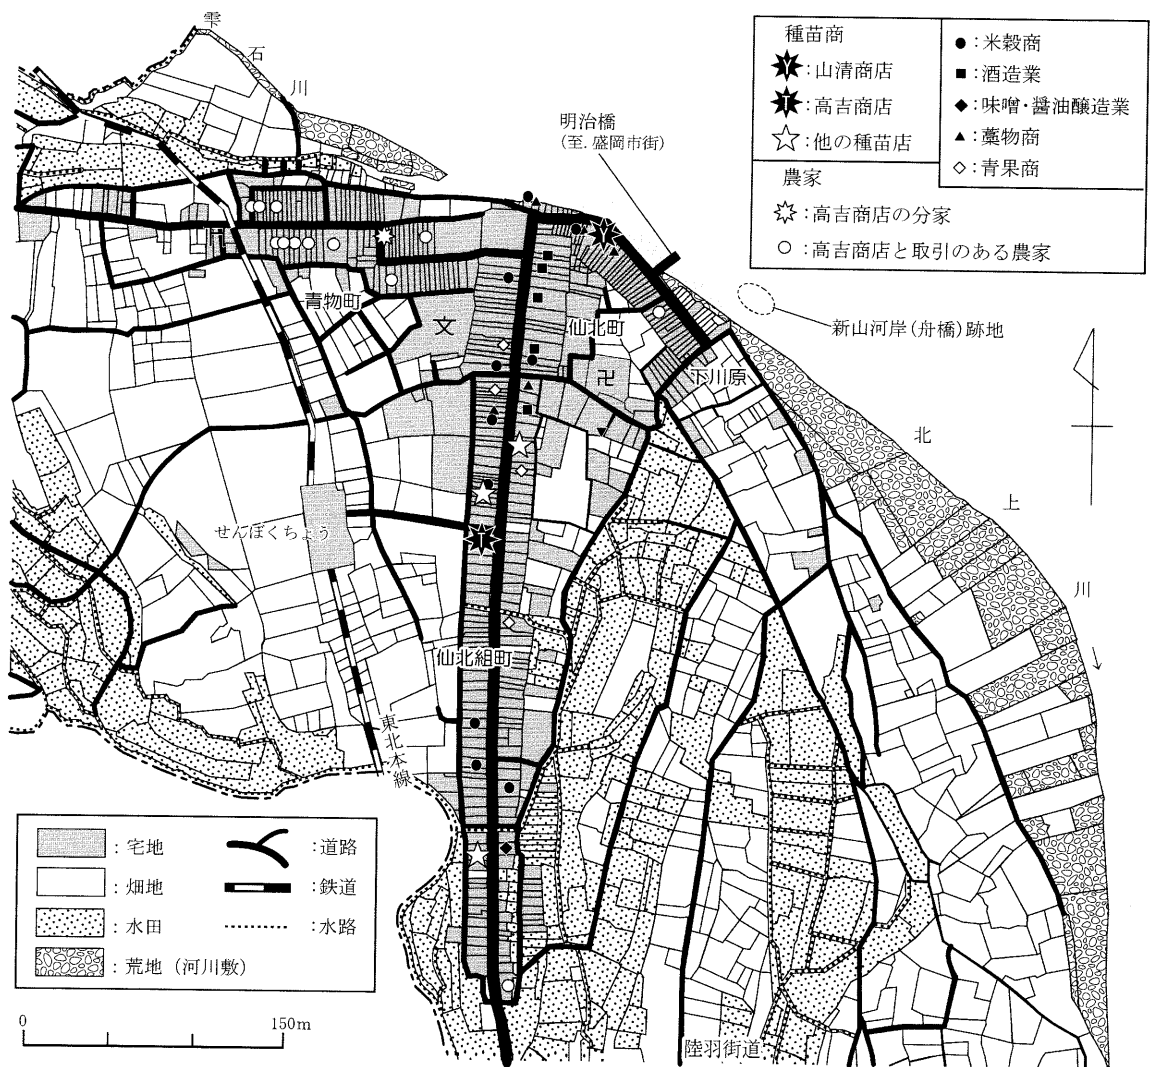 雫
石
川
種苗商
Y:山清商店
T:高吉商店
:他の種苗店
農家
:高吉商店の分家
:高吉商店と取引のある農家
:米穀商
:酒造業
:味噌・醤油醸造業
:藁物商
:青果商
明治橋
(至.盛岡市街)
Y
新山河岸(舟橋)跡地
青物町
文
仙北町
卍
下川原
北
上
川
せんぼくちょう
T
仙北組町
東北本線
:宅地
:畑地
:水田
:荒地(河川敷)
:道路
:鉄道
:水路
0 150m
陸羽街道